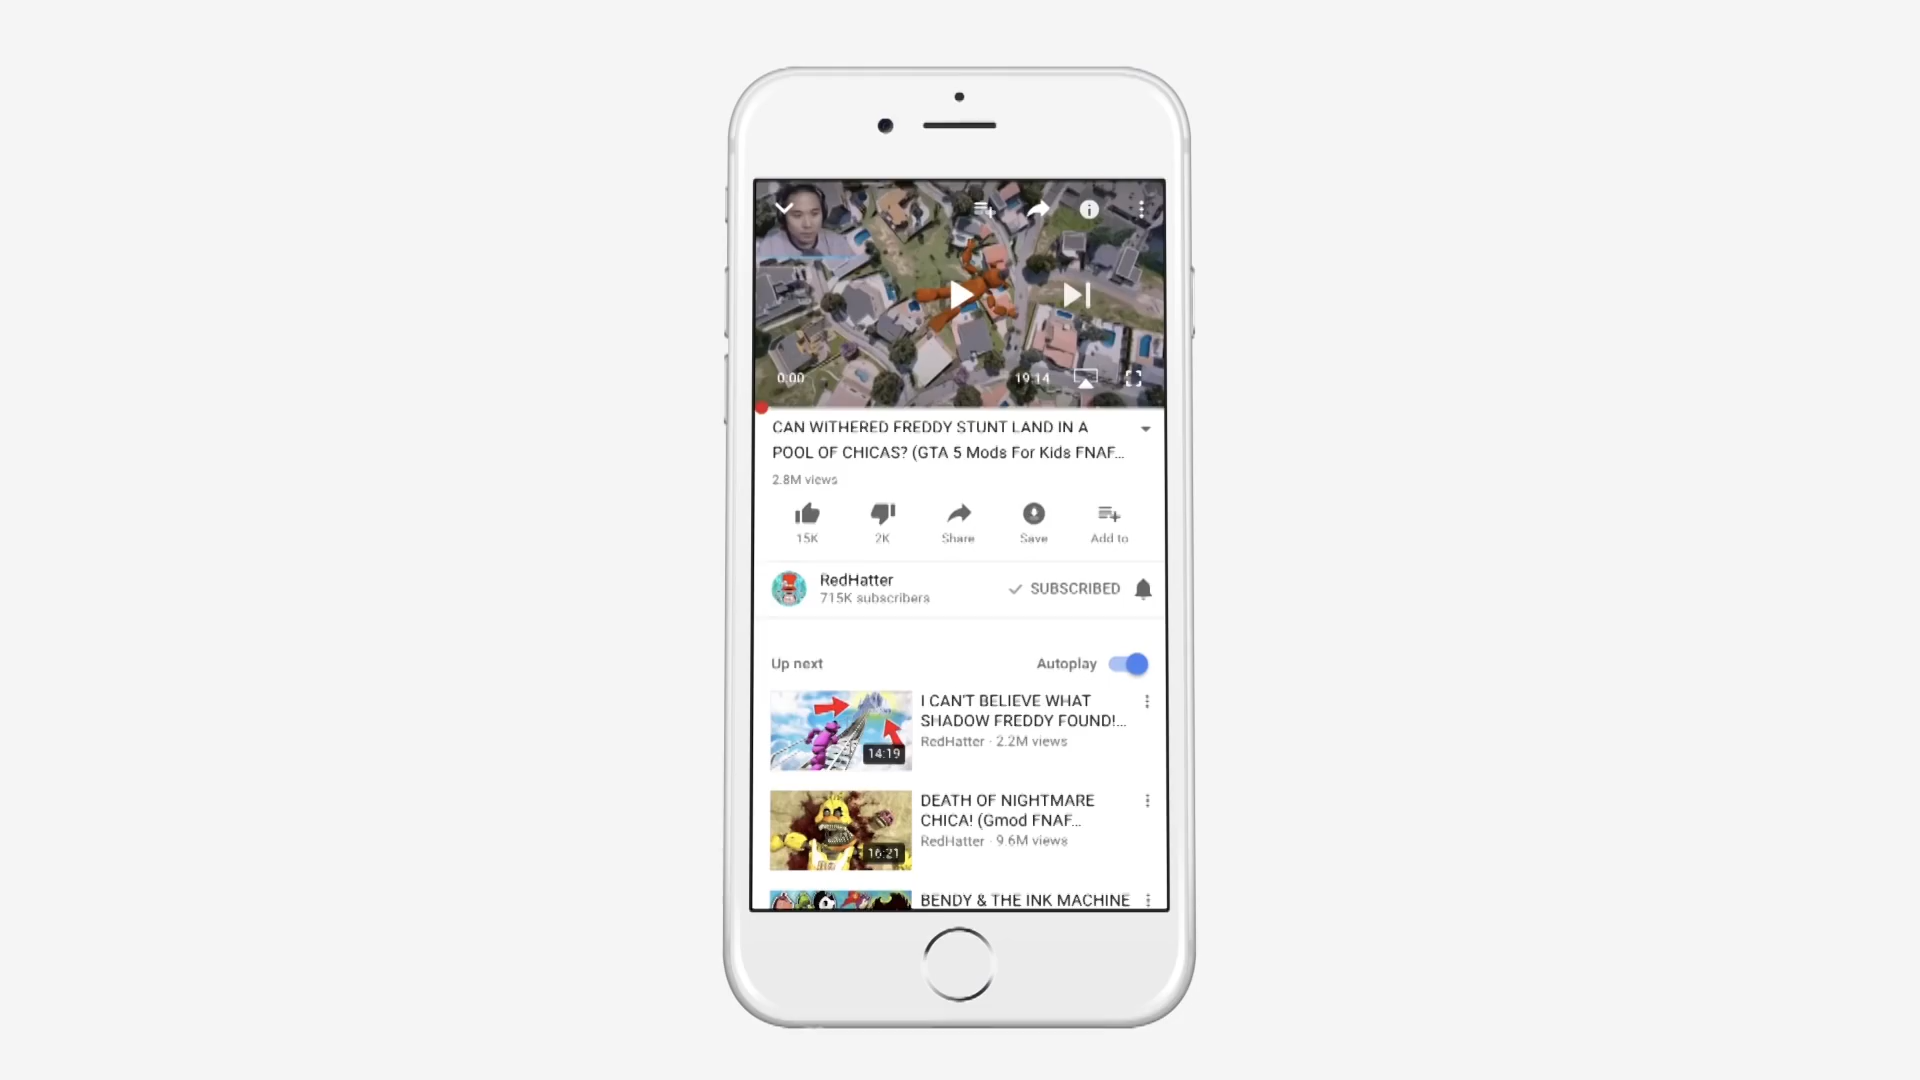 0:00
19:14
CAN WITHERED FREDDY STUNT LAND IN A
POOL OF CHICAS? (GTA 5 Mods For Kids FNAF...
2.8M views
15K
2K
Share
Save
Add to
RedHatter
715K subscribers
SUBSCRIBED
Up next
Autoplay
I CAN'T BELIEVE WHAT
SHADOW FREDDY FOUND!...
RedHatter · 2.2M views
14:19
DEATH OF NIGHTMARE
CHICA! (Gmod FNAF...
RedHatter · 9.6M views
16:21
BENDY & THE INK MACHINE